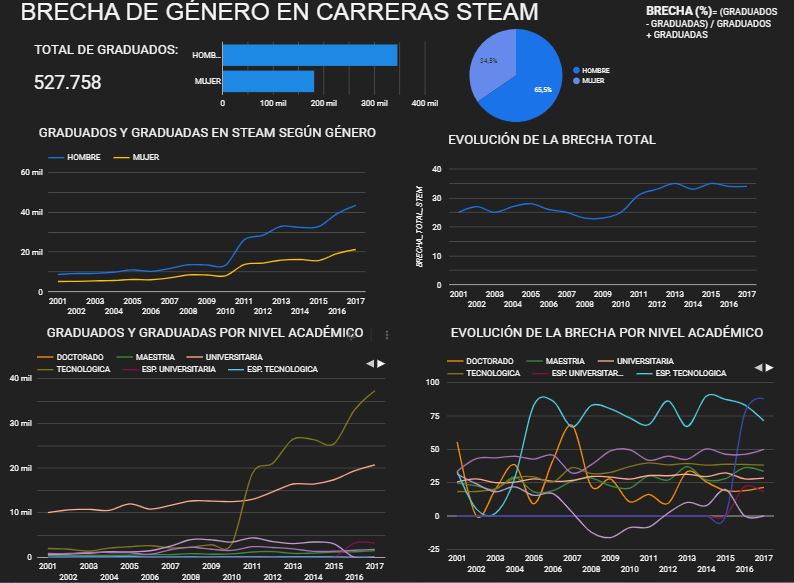 BRECHA DE GÉNERO EN CARRERAS STEAM
BRECHA (%)= (GRADUADOS
- GRADUADAS) / GRADUADOS
+ GRADUADAS
TOTAL DE GRADUADOS:
527.758
HOMB...
MUJER
0 100 mil 200 mil 300 mil 400 mil
34,5%
65,5%
HOMBRE
MUJER
GRADUADOS Y GRADUADAS EN STEAM SEGÚN GÉNERO
HOMBRE MUJER
60 mil
40 mil
20 mil
0
2001 2003 2005 2007 2009 2011 2013 2015 2017
2002 2004 2006 2008 2010 2012 2014 2016
EVOLUCIÓN DE LA BRECHA TOTAL
BRECHA_TOTAL_STEM
40
30
20
10
0
2001 2003 2005 2007 2009 2011 2013 2015 2017
2002 2004 2006 2008 2010 2012 2014 2016
GRADUADOS Y GRADUADAS POR NIVEL ACADÉMICO
DOCTORADO MAESTRIA UNIVERSITARIA
TECNOLOGICA ESP. UNIVERSITARIA ESP. TECNOLOGICA
40 mil
30 mil
20 mil
10 mil
0
2001 2003 2005 2007 2009 2011 2013 2015 2017
2002 2004 2006 2008 2010 2012 2014 2016
EVOLUCIÓN DE LA BRECHA POR NIVEL ACADÉMICO
DOCTORADO MAESTRIA UNIVERSITARIA
TECNOLOGICA ESP. UNIVERSITAR... ESP. TECNOLOGICA
100
75
50
25
0
-25
2001 2003 2005 2007 2009 2011 2013 2015 2017
2002 2004 2006 2008 2010 2012 2014 2016